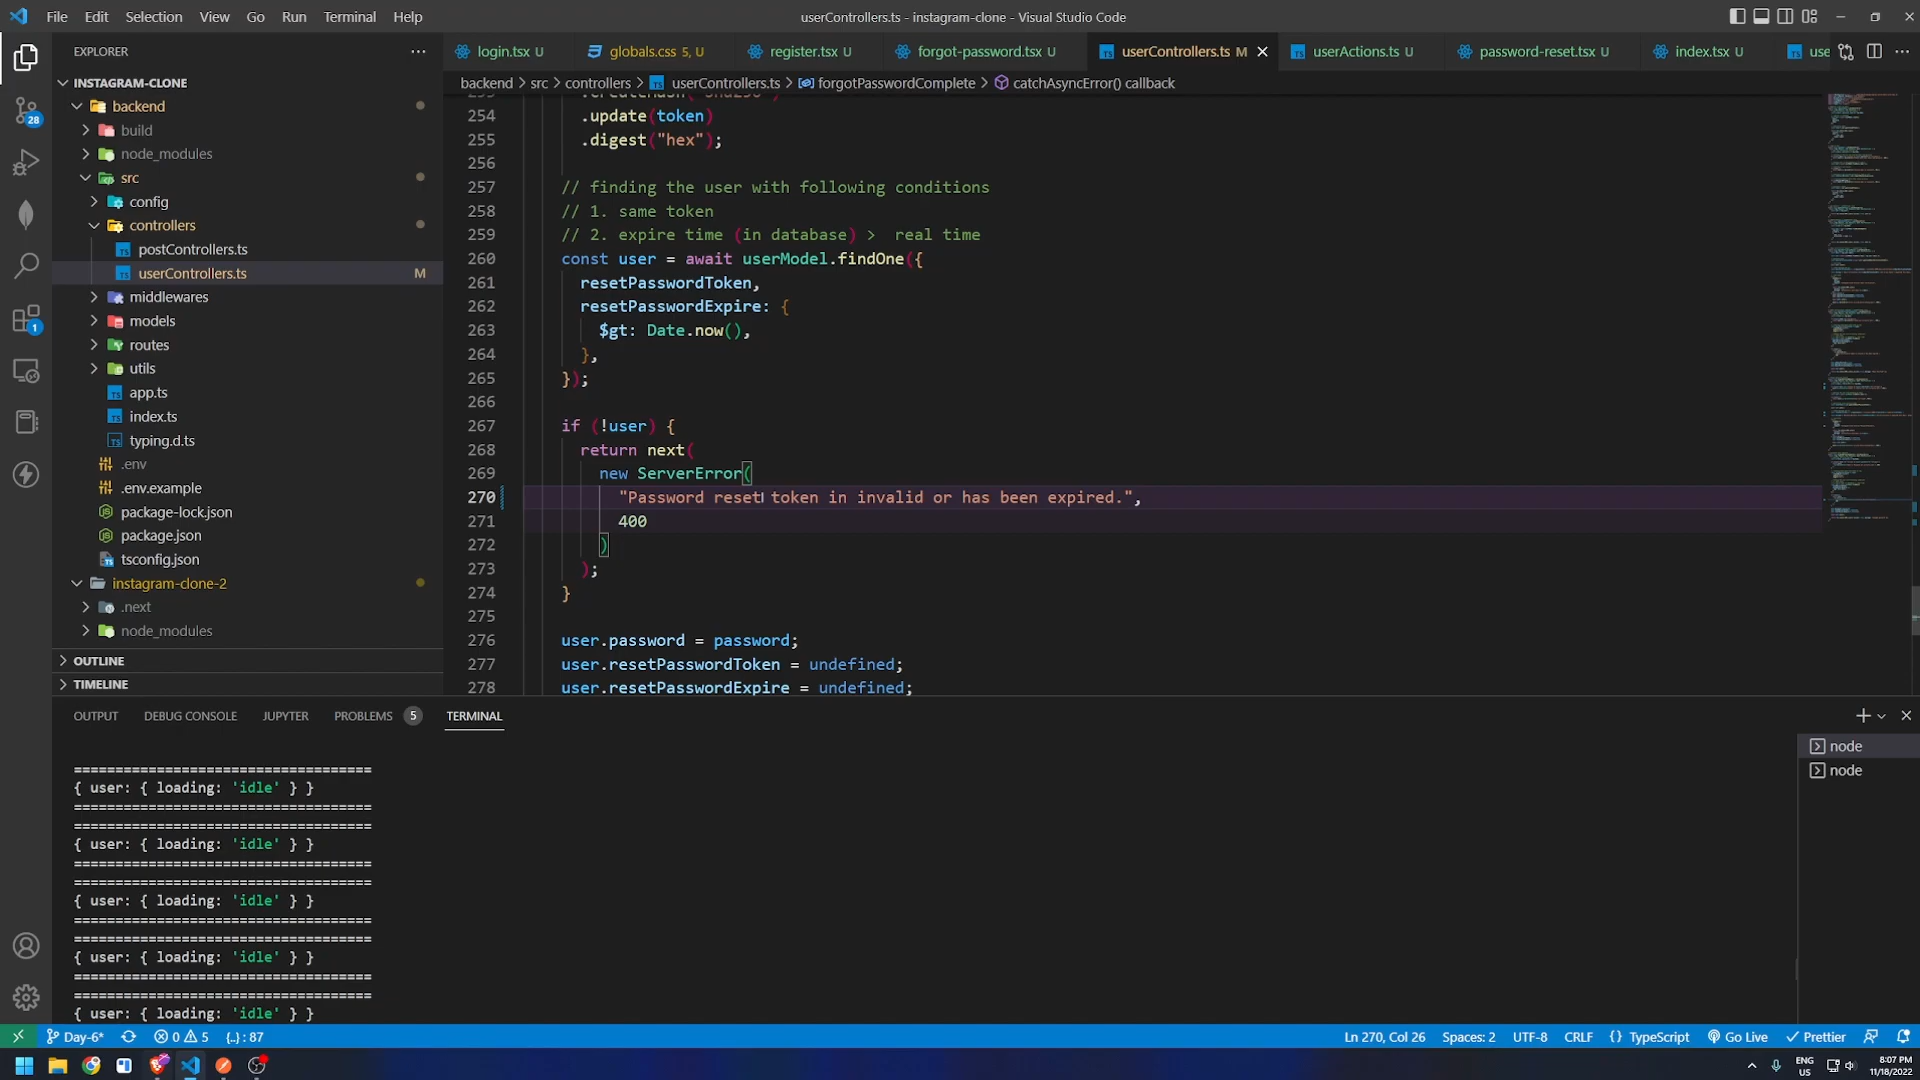 File Edit Selection View Go Run Terminal Help
userControllers.ts - instagram-clone - Visual Studio Code
EXPLORER
login.tsx U
globals.css 5, U
register.tsx U
forgot-password.tsx U
userControllers.ts M
userActions.ts U
password-reset.tsx U
index.tsx U
use
INSTAGRAM-CLONE
backend > src > controllers > userControllers.ts > forgotPasswordComplete > catchAsyncError() callback
backend
build
node_modules
src
config
controllers
postControllers.ts
userControllers.ts M
middlewares
models
routes
utils
app.ts
index.ts
typing.d.ts
.env
.env.example
package-lock.json
package.json
tsconfig.json
instagram-clone-2
.next
node_modules
OUTLINE
TIMELINE
28
1
254 .update(token)
255 .digest("hex");
256
257 // finding the user with following conditions
258 // 1. same token
259 // 2. expire time (in database) >  real time
260 const user = await userModel.findOne({
261 resetPasswordToken,
262 resetPasswordExpire: {
263 $gt: Date.now(),
264 },
265 });
266
267 if (!user) {
268 return next(
269 new ServerError(
270 "Password reset token in invalid or has been expired.",
271 400
272 )
273 );
274 }
275
276 user.password = password;
277 user.resetPasswordToken = undefined;
278 user.resetPasswordExpire = undefined;
OUTPUT DEBUG CONSOLE JUPYTER PROBLEMS 5 TERMINAL
node
node
===================================
{ user: { loading: 'idle' } }
===================================
===================================
{ user: { loading: 'idle' } }
===================================
===================================
{ user: { loading: 'idle' } }
===================================
===================================
{ user: { loading: 'idle' } }
===================================
===================================
{ user: { loading: 'idle' } }
Day-6* 0 5 {..} : 87
Ln 270, Col 26 Spaces: 2 UTF-8 CRLF {} TypeScript Go Live Prettier
ENG
US
8:07 PM
11/18/2022